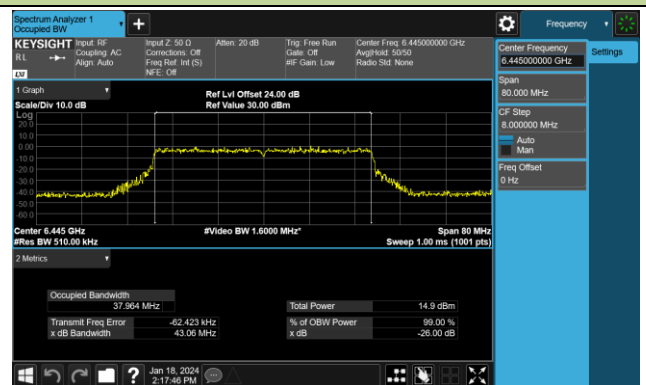 Spectrum Analyzer 1
Occupied BW
Frequency
KEYSIGHT
RL
LXI
Input: RF
Coupling: AC
Align: Auto
Input Z: 50 Ω
Corrections: Off
Freq Ref: Int (S)
NFE: Off
Atten: 20 dB
Trig: Free Run
Gate: Off
#IF Gain: Low
Center Freq: 6.445000000 GHz
Avg|Hold: 50/50
Radio Std: None
Center Frequency
6.445000000 GHz
Settings
Span
80.000 MHz
CF Step
8.000000 MHz
Auto
Man
Freq Offset
0 Hz
1 Graph
Scale/Div 10.0 dB
Ref Lvl Offset 24.00 dB
Ref Value 30.00 dBm
Log
20.0
10.0
0.00
-10.0
-20.0
-30.0
-40.0
-50.0
-60.0
Center 6.445 GHz
#Res BW 510.00 kHz
#Video BW 1.6000 MHz*
Span 80 MHz
Sweep 1.00 ms (1001 pts)
2 Metrics
Occupied Bandwidth
37.964 MHz
Total Power 14.9 dBm
Transmit Freq Error -62.423 kHz
% of OBW Power 99.00 %
x dB Bandwidth 43.06 MHz
x dB -26.00 dB
?
Jan 18, 2024
2:17:46 PM